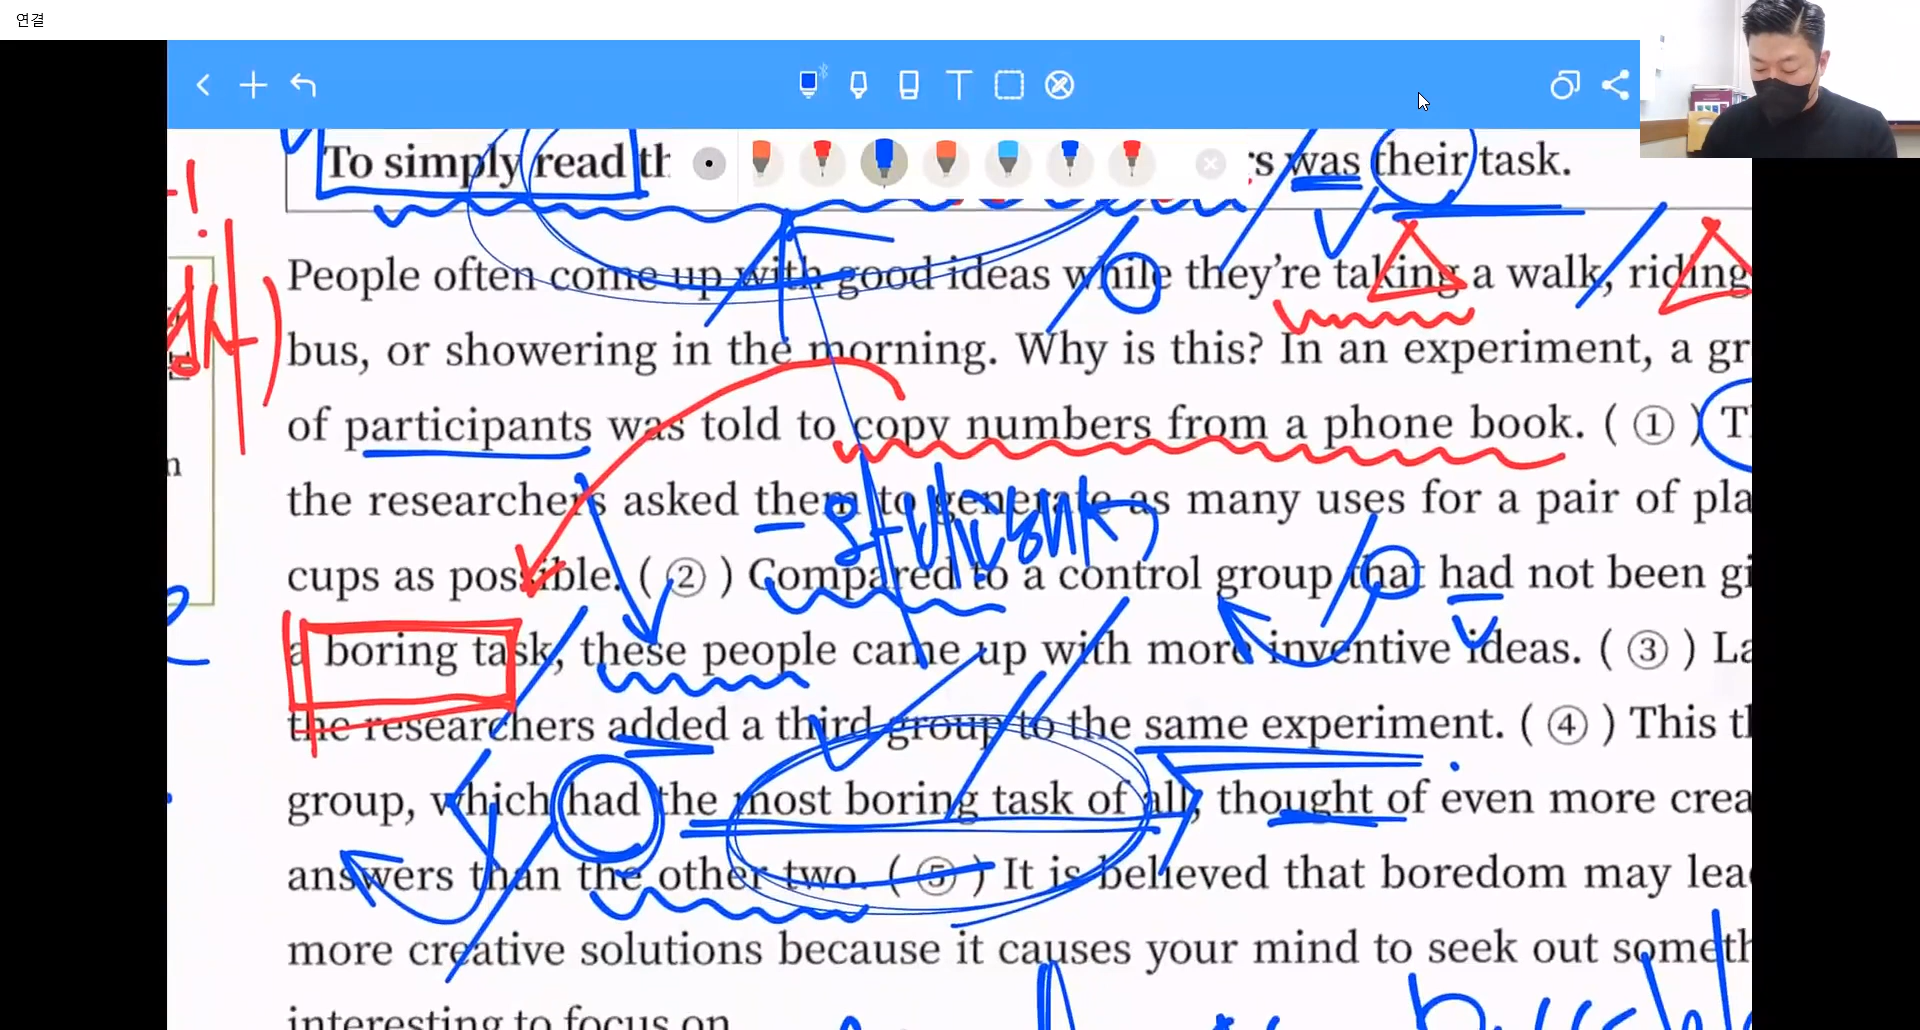 연결
To simply read th
s was their task.
People often come up with good ideas while they're taking a walk, riding
bus, or showering in the morning. Why is this? In an experiment, a gr
of participants was told to copy numbers from a phone book. ( ① ) T
the researchers asked them to generate as many uses for a pair of pla
cups as possible. ( ② ) Compared to a control group that had not been gi
a boring task, these people came up with more inventive ideas. ( ③ ) La
the researchers added a third group to the same experiment. ( ④ ) This th
group, which had the most boring task of all, thought of even more crea
answers than the other two. ( ⑤ ) It is believed that boredom may lea
more creative solutions because it causes your mind to seek out someth
interesting to focus on